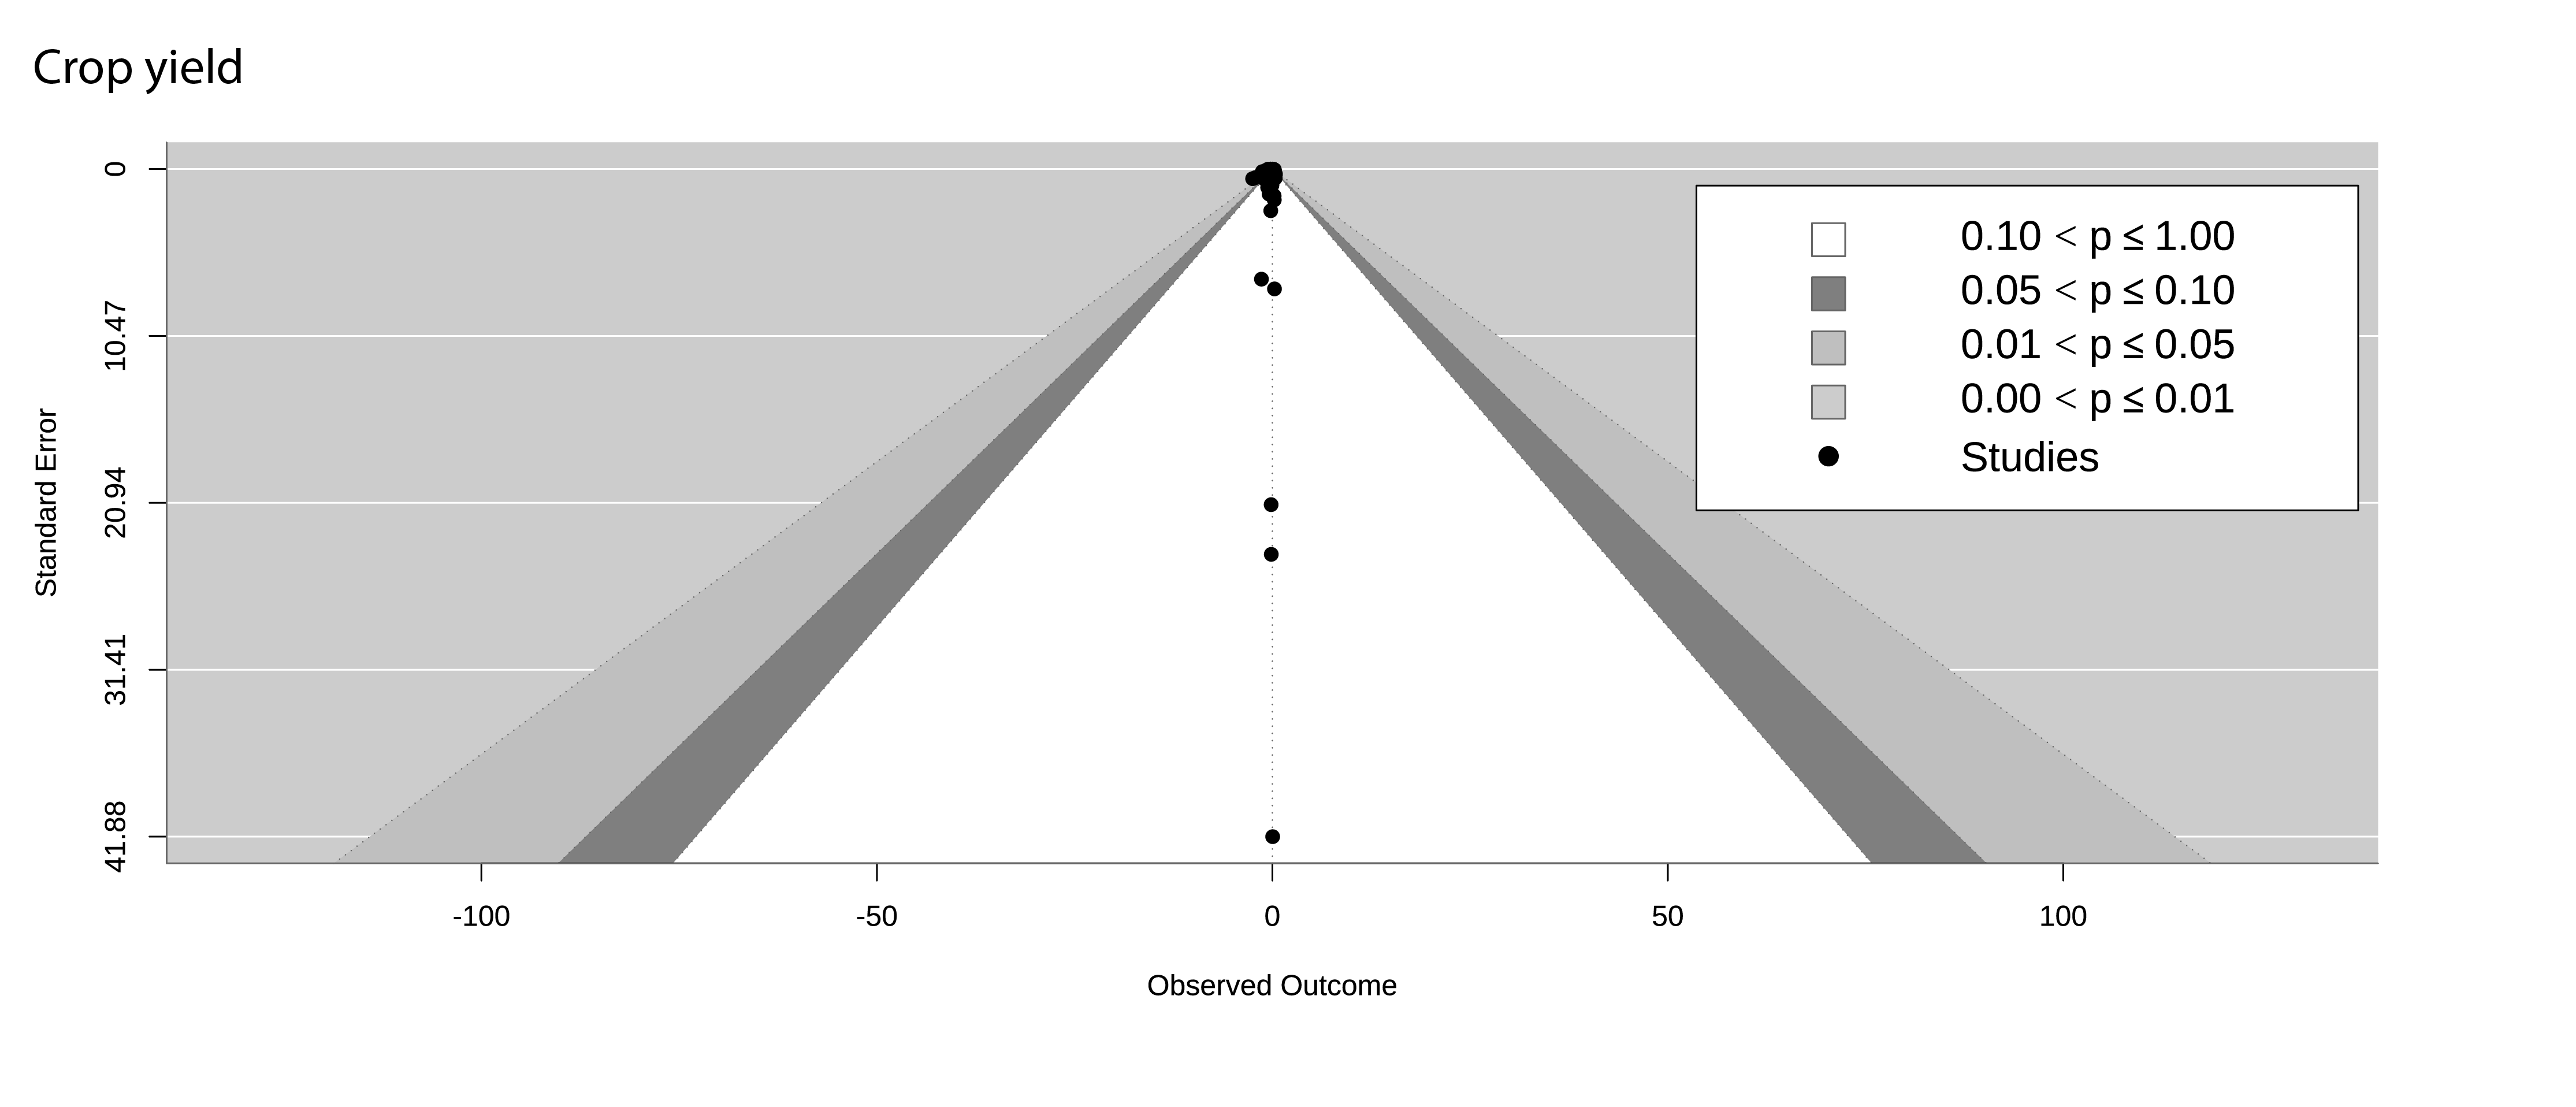 Crop yield
0
10.47
20.94
31.41
41.88
Standard Error
0.10 < p ≤ 1.00
0.05 < p ≤ 0.10
0.01 < p ≤ 0.05
0.00 < p ≤ 0.01
Studies
-100
-50
0
50
100
Observed Outcome